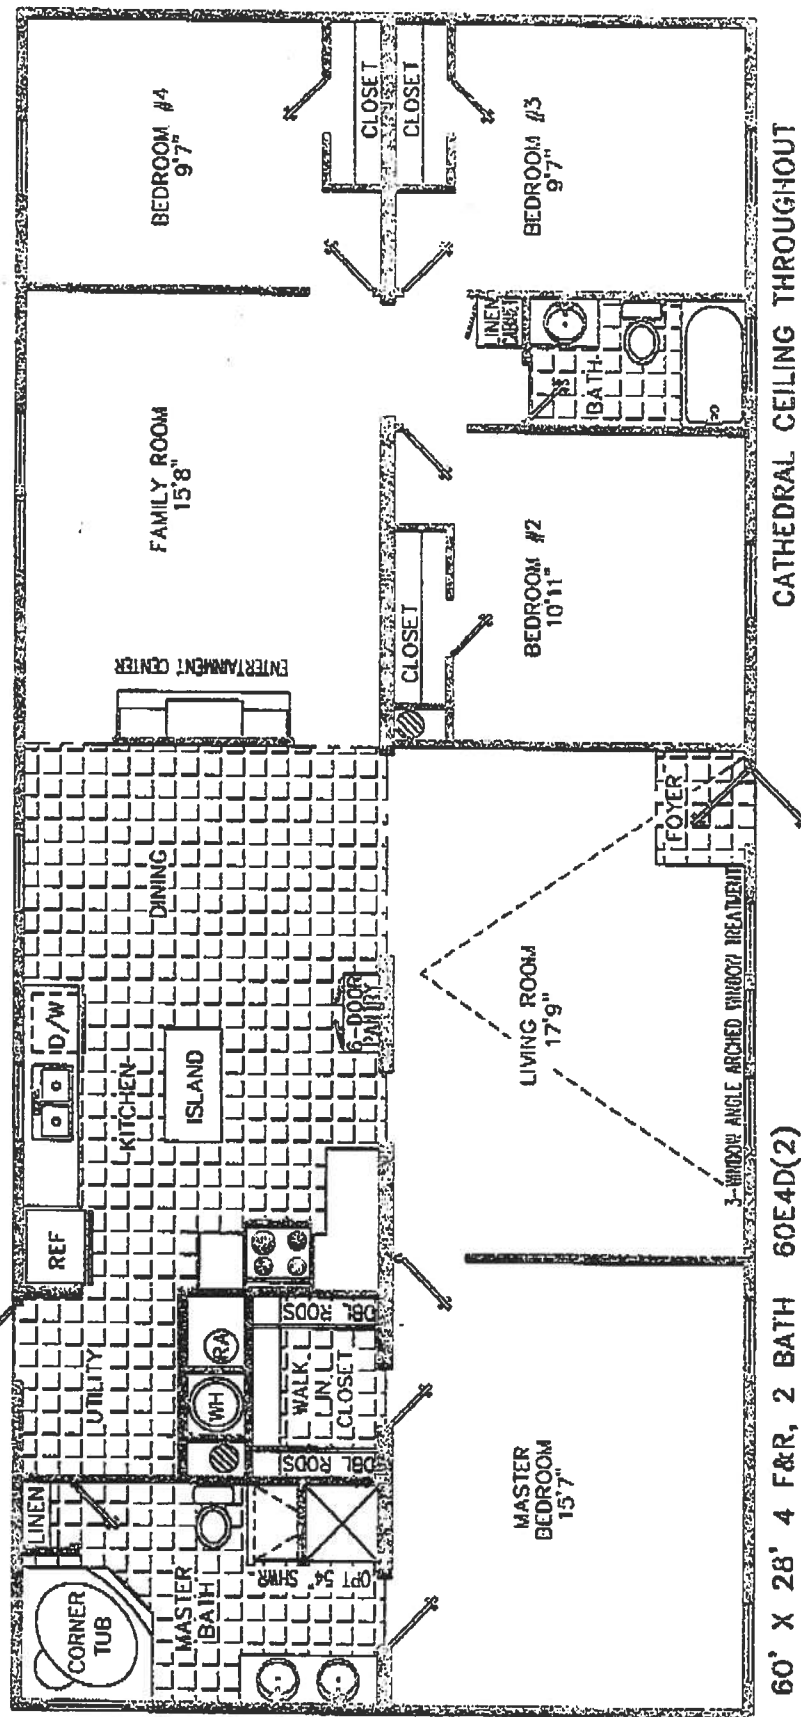 BEDROOM #4
9'7"
CLOSET
CLOSET
BEDROOM #3
9'7"
FAMILY ROOM
15'8"
ENTERTAINMENT CENTER
LINEN
CABINET
BATH
CLOSET
BEDROOM #2
10'11"
DINING
FOYER
D/W
KITCHEN
ISLAND
6-DOOR
PANTRY
LIVING ROOM
17'9"
3-WINDOW ANGLE ARCHED WINDOW TREATMENT
REF
UTILITY
RA
WH
DBL RODS
WALK
IN
CLOSET
DBL RODS
LINEN
CORNER
TUB
MASTER
BATH
OPT 54"
SHWR
MASTER
BEDROOM
15'7"
60' X 28' 4 F&R, 2 BATH 60E4D(2) CATHEDRAL CEILING THROUGHOUT